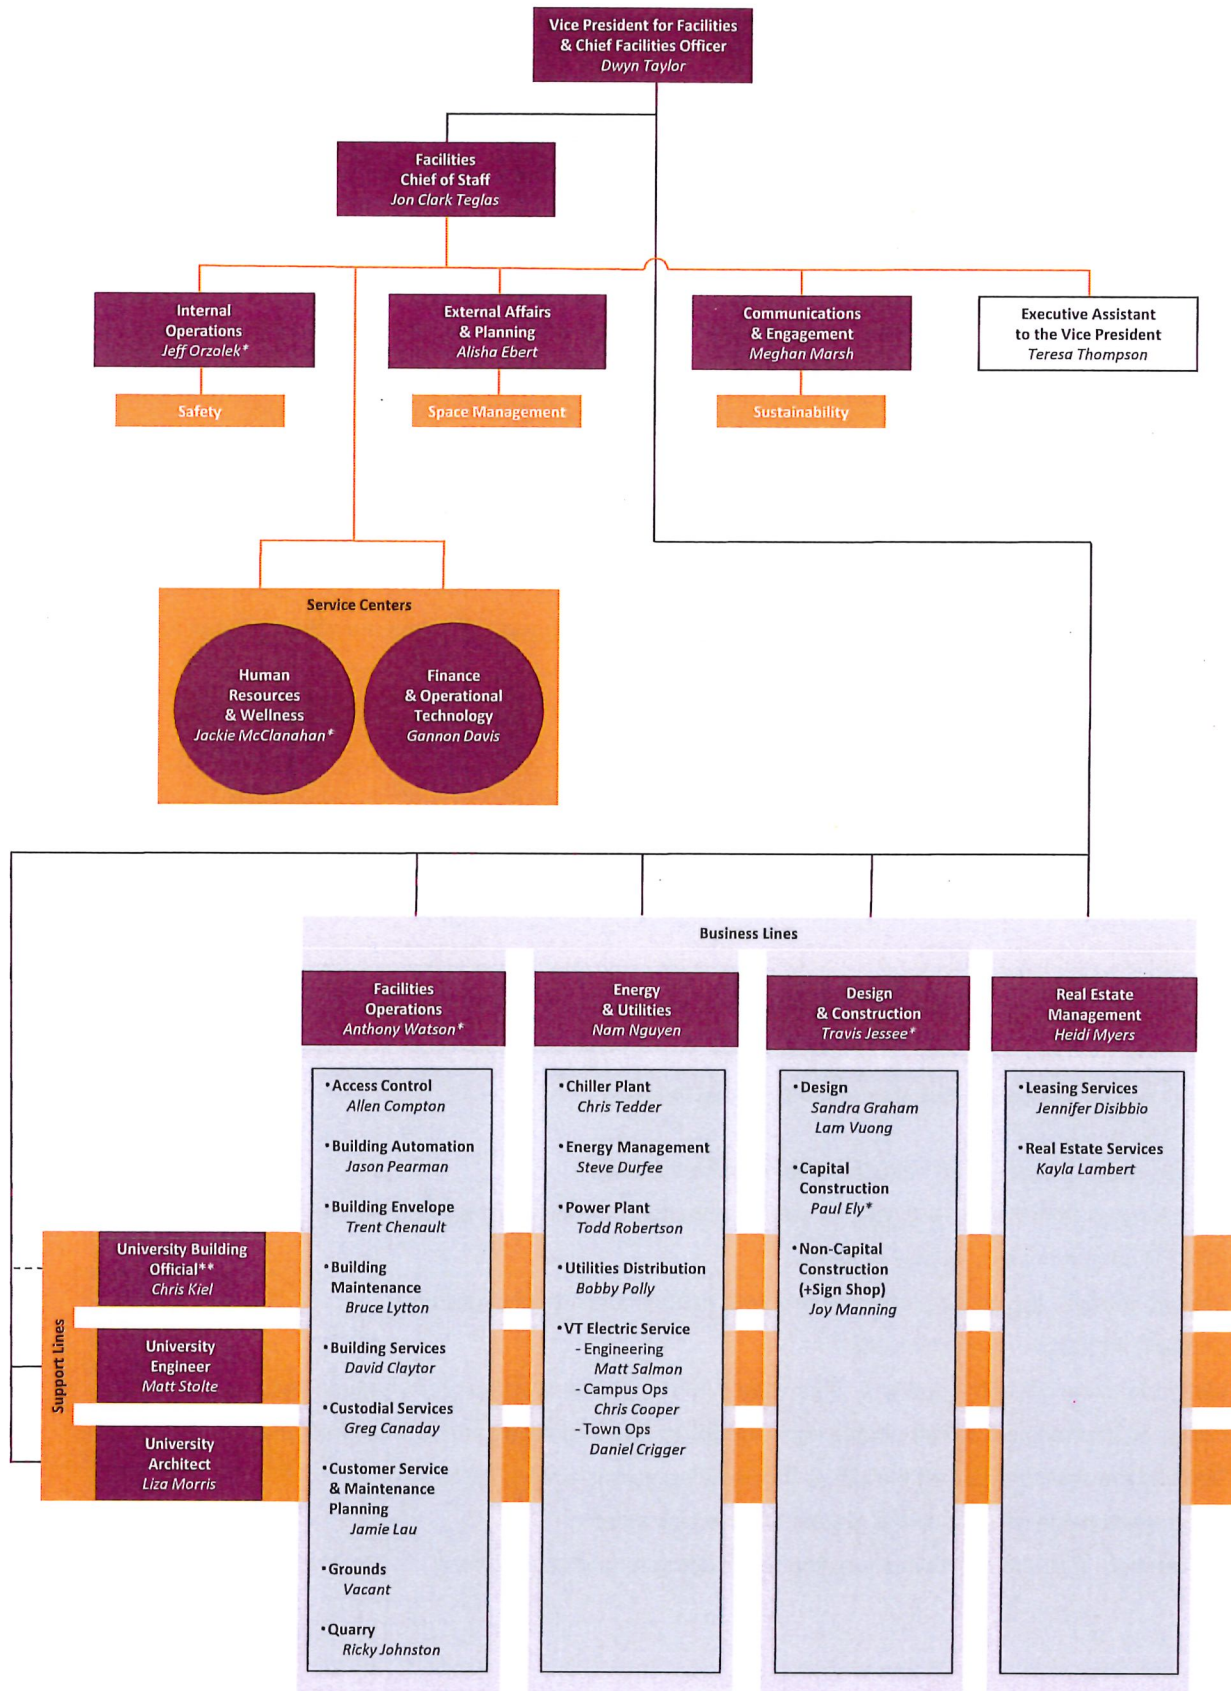 Vice President for Facilities
& Chief Facilities Officer
Dwyn Taylor
Facilities
Chief of Staff
Jon Clark Teglas
Internal
Operations
Jeff Orzolek*
External Affairs
& Planning
Alisha Ebert
Communications
& Engagement
Meghan Marsh
Executive Assistant
to the Vice President
Teresa Thompson
Safety
Space Management
Sustainability
Service Centers
Human
Resources
& Wellness
Jackie McClanahan*
Finance
& Operational
Technology
Gannon Davis
Business Lines
Facilities
Operations
Anthony Watson*
Energy
& Utilities
Nam Nguyen
Design
& Construction
Travis Jessee*
Real Estate
Management
Heidi Myers
• Access Control
Allen Compton
• Building Automation
Jason Pearman
• Building Envelope
Trent Chenault
• Building
Maintenance
Bruce Lytton
• Building Services
David Claytor
• Custodial Services
Greg Canaday
• Customer Service
& Maintenance
Planning
Jamie Lau
• Grounds
Vacant
• Quarry
Ricky Johnston
• Chiller Plant
Chris Tedder
• Energy Management
Steve Durfee
• Power Plant
Todd Robertson
• Utilities Distribution
Bobby Polly
• VT Electric Service
- Engineering
Matt Salmon
- Campus Ops
Chris Cooper
- Town Ops
Daniel Crigger
• Design
Sandra Graham
Lam Vuong
• Capital
Construction
Paul Ely*
• Non-Capital
Construction
(+Sign Shop)
Joy Manning
• Leasing Services
Jennifer Disibbio
• Real Estate Services
Kayla Lambert
Support Lines
University Building
Official**
Chris Kiel
University
Engineer
Matt Stolte
University
Architect
Liza Morris